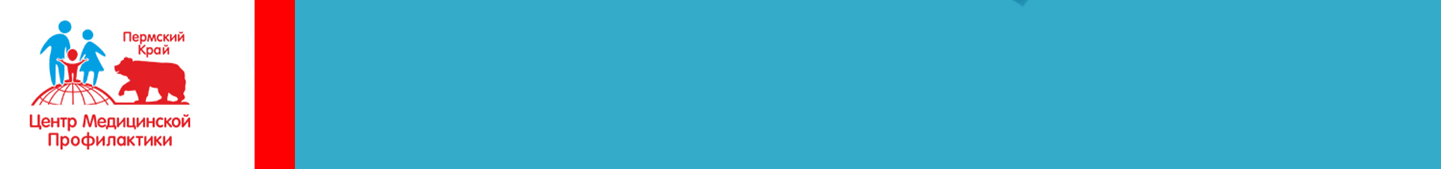 Пермский
Край
Центр Медицинской
Профилактики